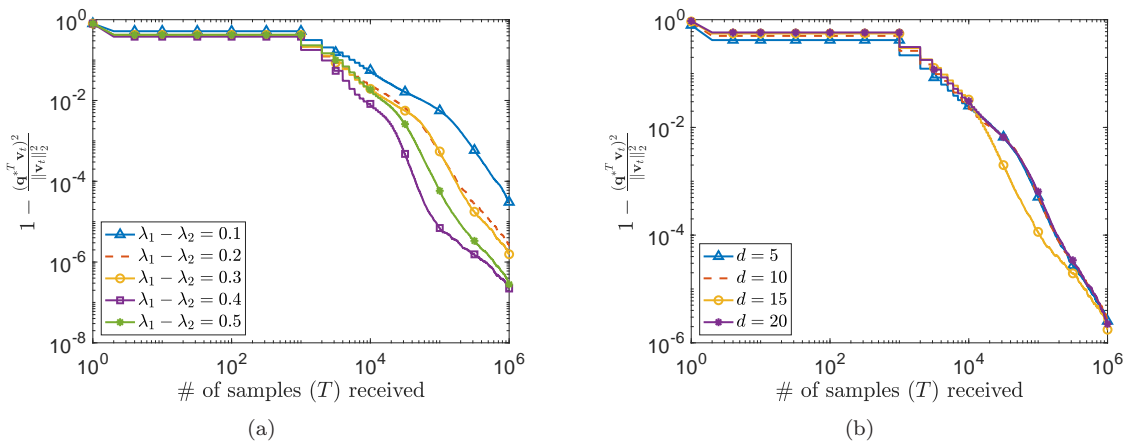 10^0
10^-2
10^-4
10^-6
10^-8
1 − (q*^T v_t)^2 / ‖v_t‖_2^2
λ1 − λ2 = 0.1
λ1 − λ2 = 0.2
λ1 − λ2 = 0.3
λ1 − λ2 = 0.4
λ1 − λ2 = 0.5
10^0 10^2 10^4 10^6
# of samples (T) received
(a)
10^0
10^-2
10^-4
10^-6
1 − (q*^T v_t)^2 / ‖v_t‖_2^2
d = 5
d = 10
d = 15
d = 20
10^0 10^2 10^4 10^6
# of samples (T) received
(b)